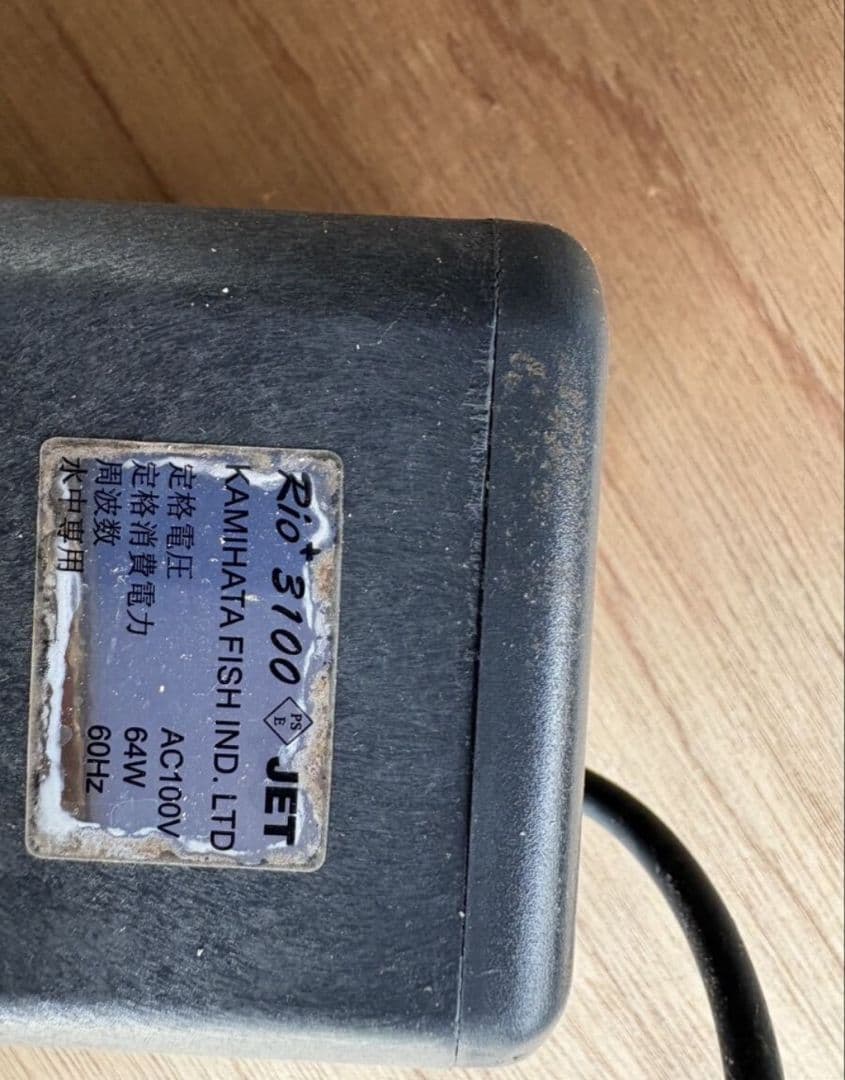 Rio+ 3100 PS E JET
KAMIHATA FISH IND. LTD
定格電圧 AC100V
定格消費電力 64W
周波数 60Hz
水中専用